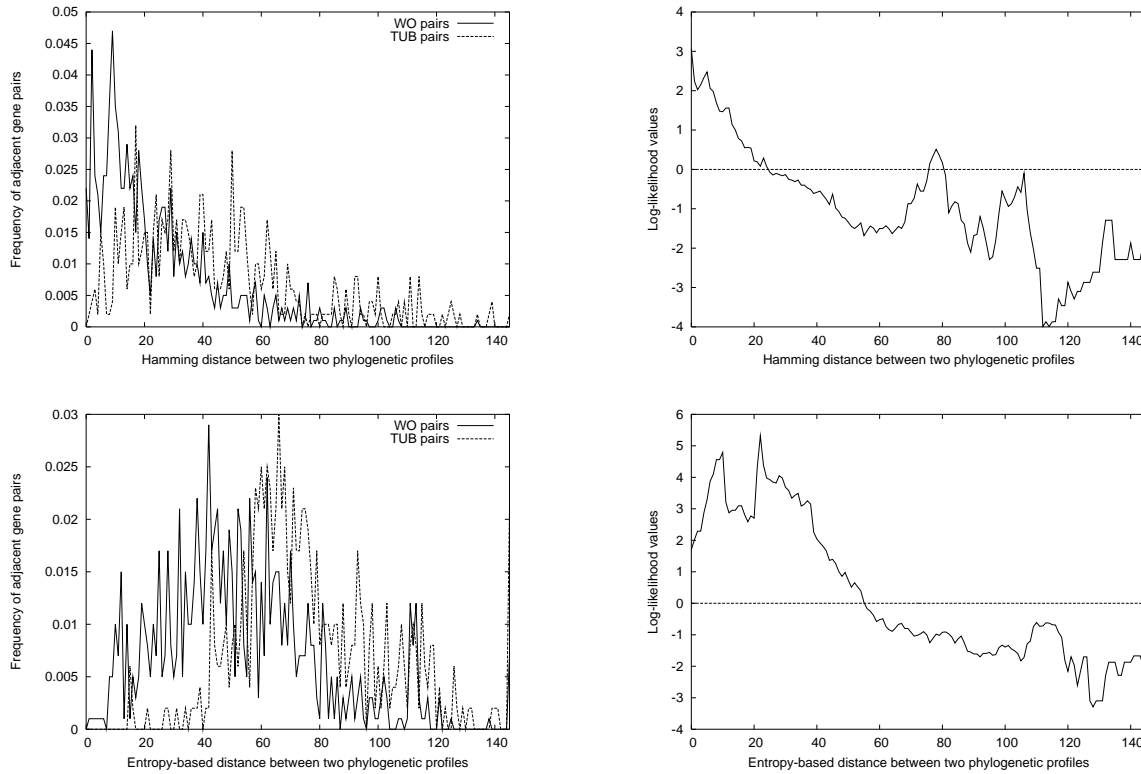 0.05
0.045
0.04
0.035
0.03
0.025
0.02
0.015
0.01
0.005
0
0 20 40 60 80 100 120 140
Frequency of adjacent gene pairs
Hamming distance between two phylogenetic profiles
WO pairs
TUB pairs
4
3
2
1
0
-1
-2
-3
-4
0 20 40 60 80 100 120 140
Log-likelihood values
Hamming distance between two phylogenetic profiles
0.03
0.025
0.02
0.015
0.01
0.005
0
0 20 40 60 80 100 120 140
Frequency of adjacent gene pairs
Entropy-based distance between two phylogenetic profiles
WO pairs
TUB pairs
6
5
4
3
2
1
0
-1
-2
-3
-4
0 20 40 60 80 100 120 140
Log-likelihood values
Entropy-based distance between two phylogenetic profiles